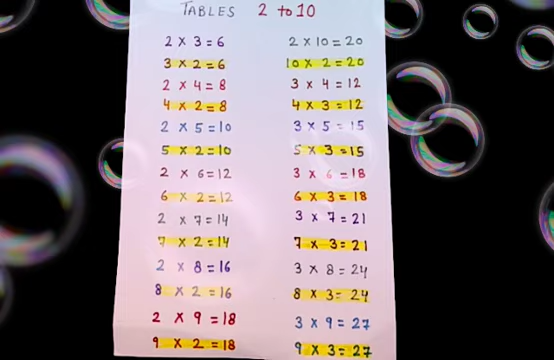 TABLES 2 to 10
2 x 3 = 6
3 x 2 = 6
2 x 4 = 8
4 x 2 = 8
2 x 5 = 10
5 x 2 = 10
2 x 6 = 12
6 x 2 = 12
2 x 7 = 14
7 x 2 = 14
2 x 8 = 16
8 x 2 = 16
2 x 9 = 18
9 x 2 = 18
2 x 10 = 20
10 x 2 = 20
3 x 4 = 12
4 x 3 = 12
3 x 5 = 15
5 x 3 = 15
3 x 6 = 18
6 x 3 = 18
3 x 7 = 21
7 x 3 = 21
3 x 8 = 24
8 x 3 = 24
3 x 9 = 27
9 x 3 = 27